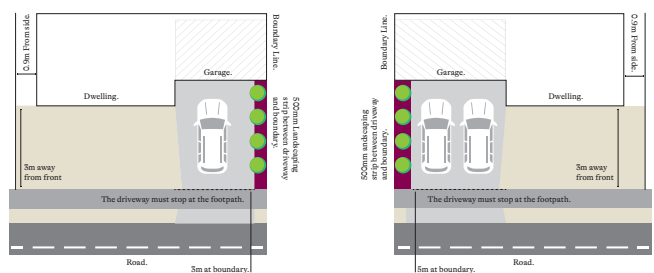 0.9m From side.
Dwelling.
Garage.
Boundary Line.
500mm Landscaping
strip between driveway
and boundary.
3m away
from front
The driveway must stop at the footpath.
Road.
3m at boundary.
Boundary Line.
Garage.
Dwelling.
0.9m From side.
500mm andscaping
strip between driveway
and boundary.
3m away
from front
The driveway must stop at the footpath.
Road.
5m at boundary.